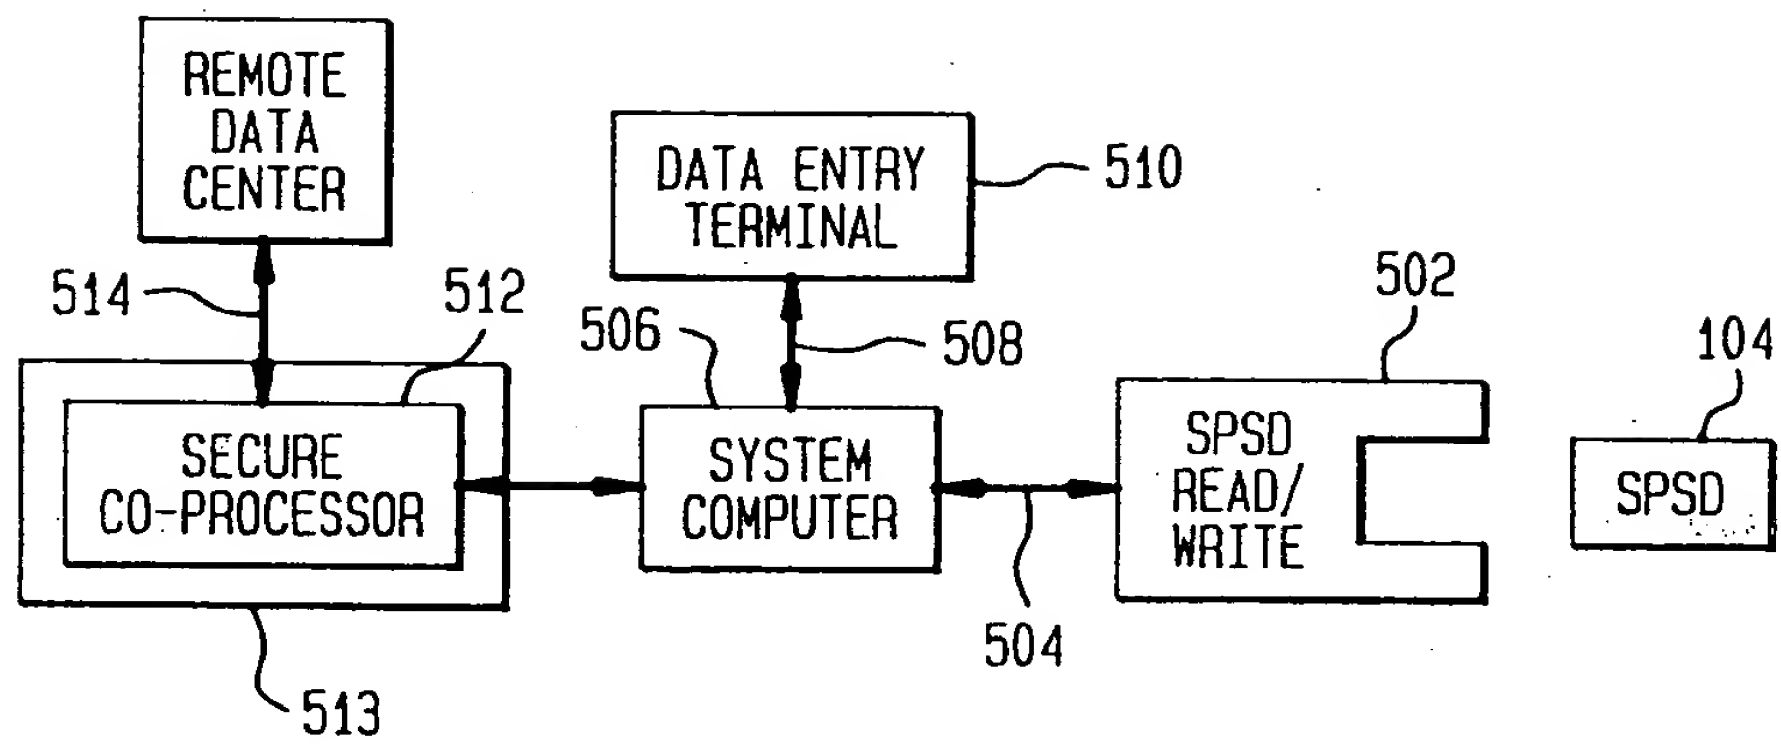 REMOTE
DATA
CENTER
DATA ENTRY
TERMINAL
510
514
512
506
508
502
104
SECURE
CO-PROCESSOR
SYSTEM
COMPUTER
SPSD
READ/
WRITE
SPSD
504
513